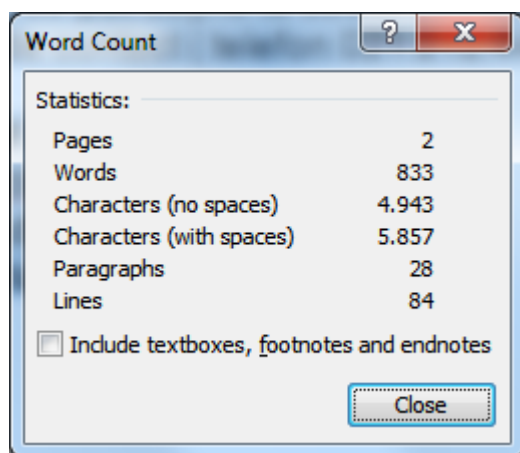 Word Count
?
Statistics:
Pages 2
Words 833
Characters (no spaces) 4.943
Characters (with spaces) 5.857
Paragraphs 28
Lines 84
Include textboxes, footnotes and endnotes
Close